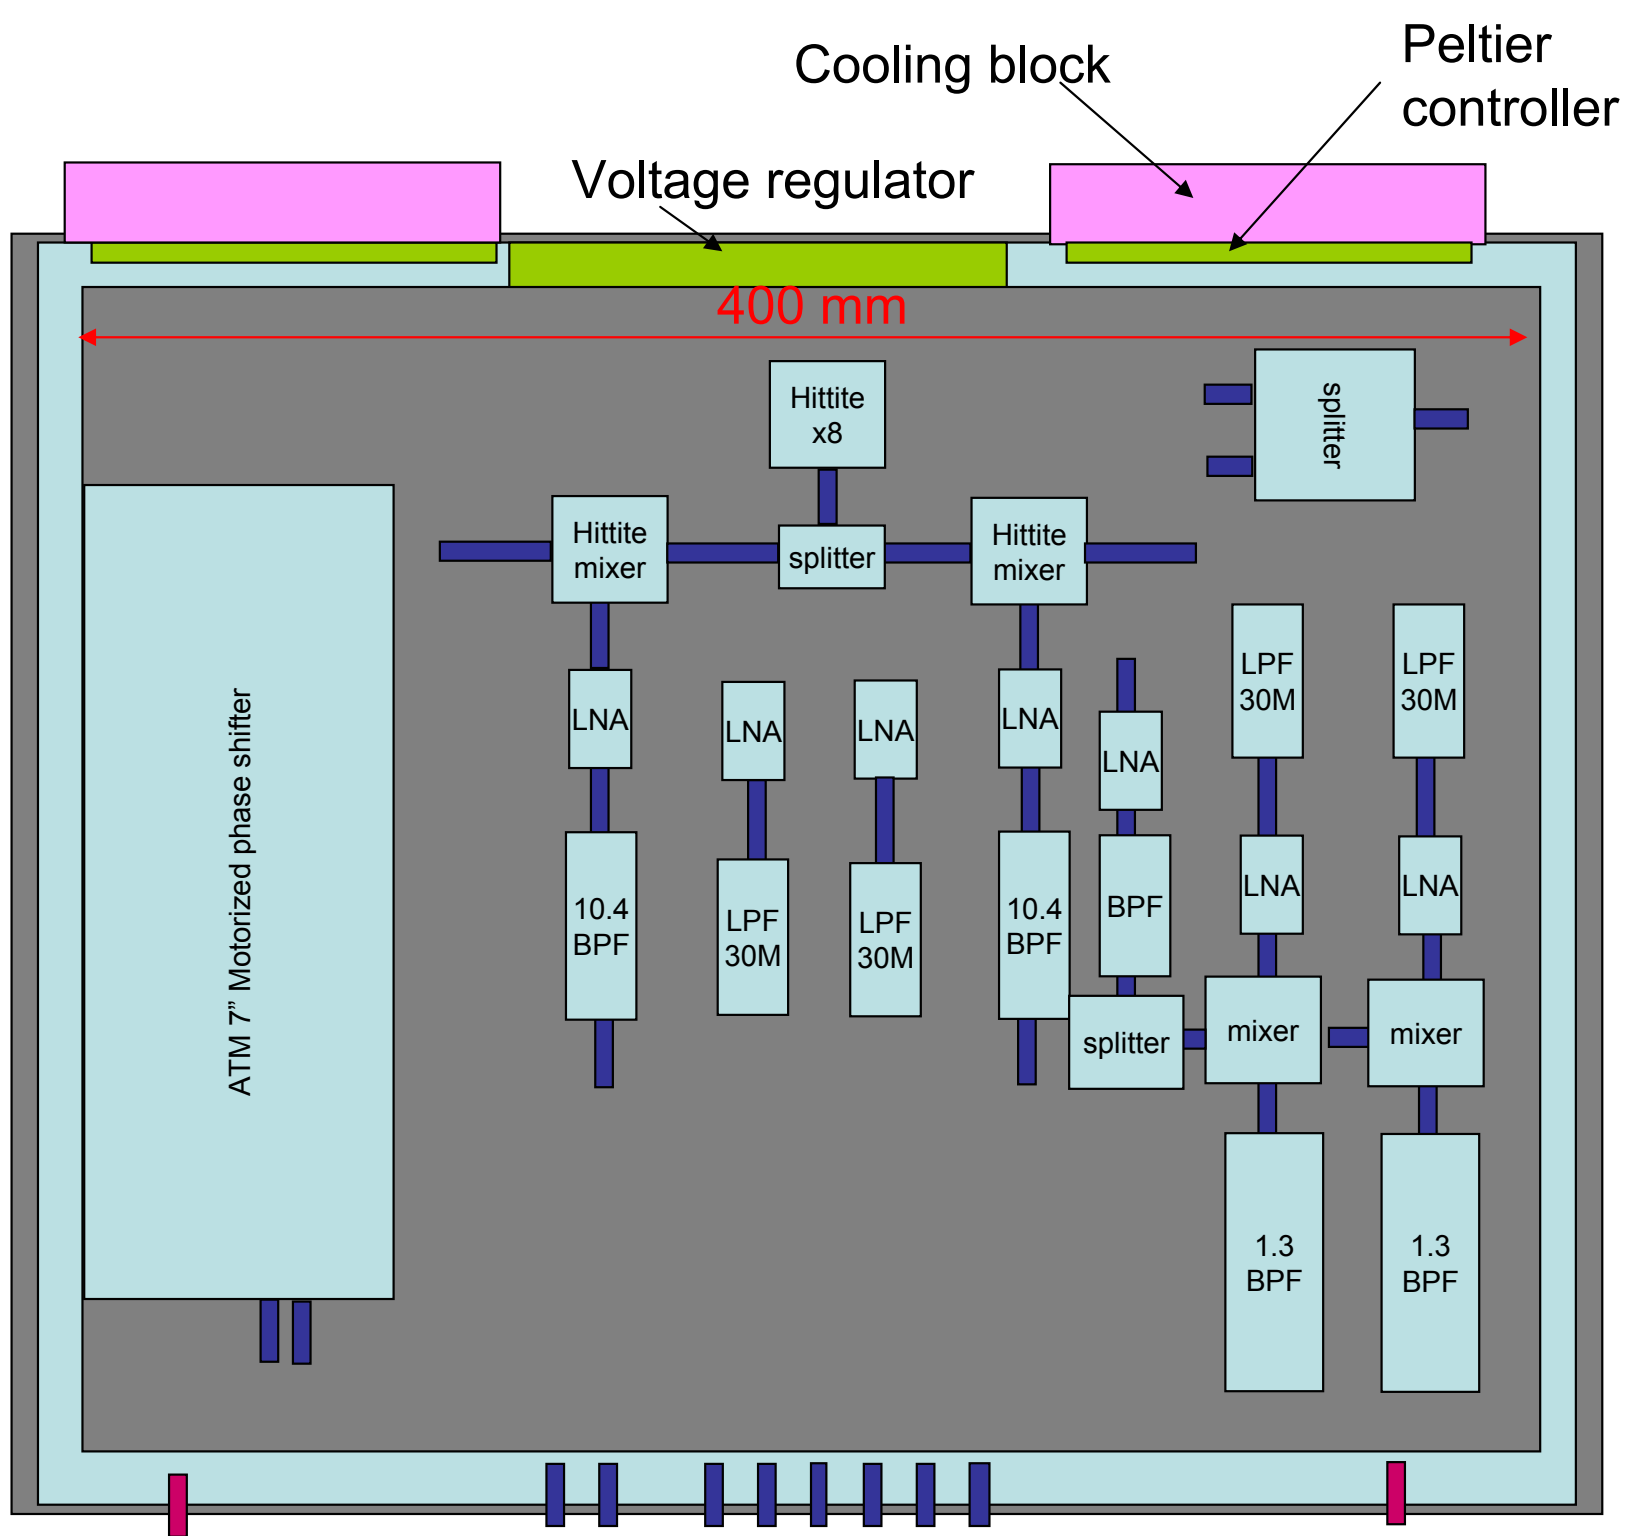 Cooling block
Peltier
controller
Voltage regulator
400 mm
Hittite
x8
splitter
Hittite
mixer
splitter
Hittite
mixer
LNA
LNA
LNA
LNA
LNA
LPF
30M
LPF
30M
ATM 7” Motorized phase shifter
10.4
BPF
LPF
30M
LPF
30M
10.4
BPF
BPF
LNA
LNA
splitter
mixer
mixer
1.3
BPF
1.3
BPF